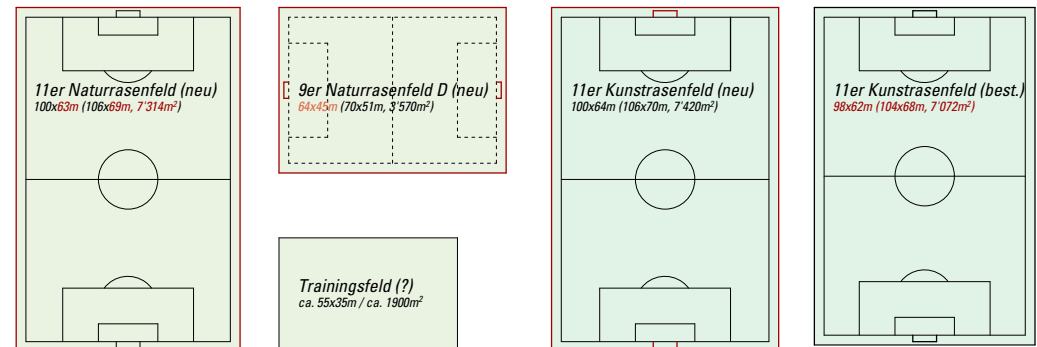 11er Naturrasenfeld (neu)
100x63m (106x69m, 7'314m²)
9er Naturrasenfeld D (neu)
64x45m (70x51m, 3'570m²)
11er Kunstrasenfeld (neu)
100x64m (106x70m, 7'420m²)
11er Kunstrasenfeld (best.)
98x62m (104x68m, 7'072m²)
Trainingsfeld (?)
ca. 55x35m / ca. 1900m²